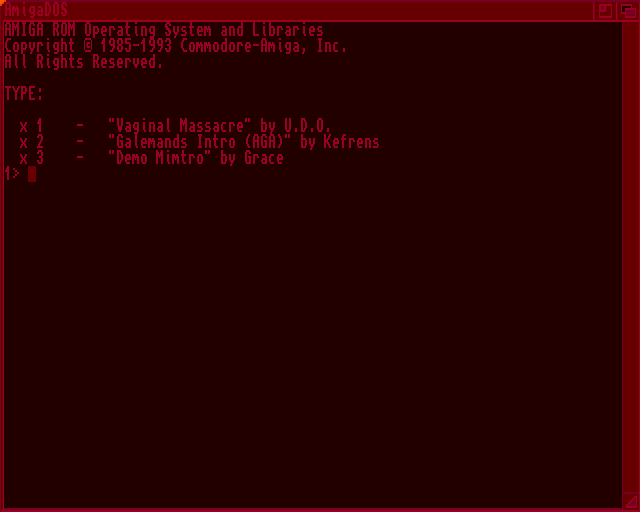 AmigaDOS
AMIGA ROM Operating System and Libraries
Copyright © 1985-1993 Commodore-Amiga, Inc.
All Rights Reserved.
TYPE:
x 1 - "Vaginal Massacre" by U.D.O.
x 2 - "Galemands Intro (AGA)" by Kefrens
x 3 - "Demo Mimtro" by Grace
1>